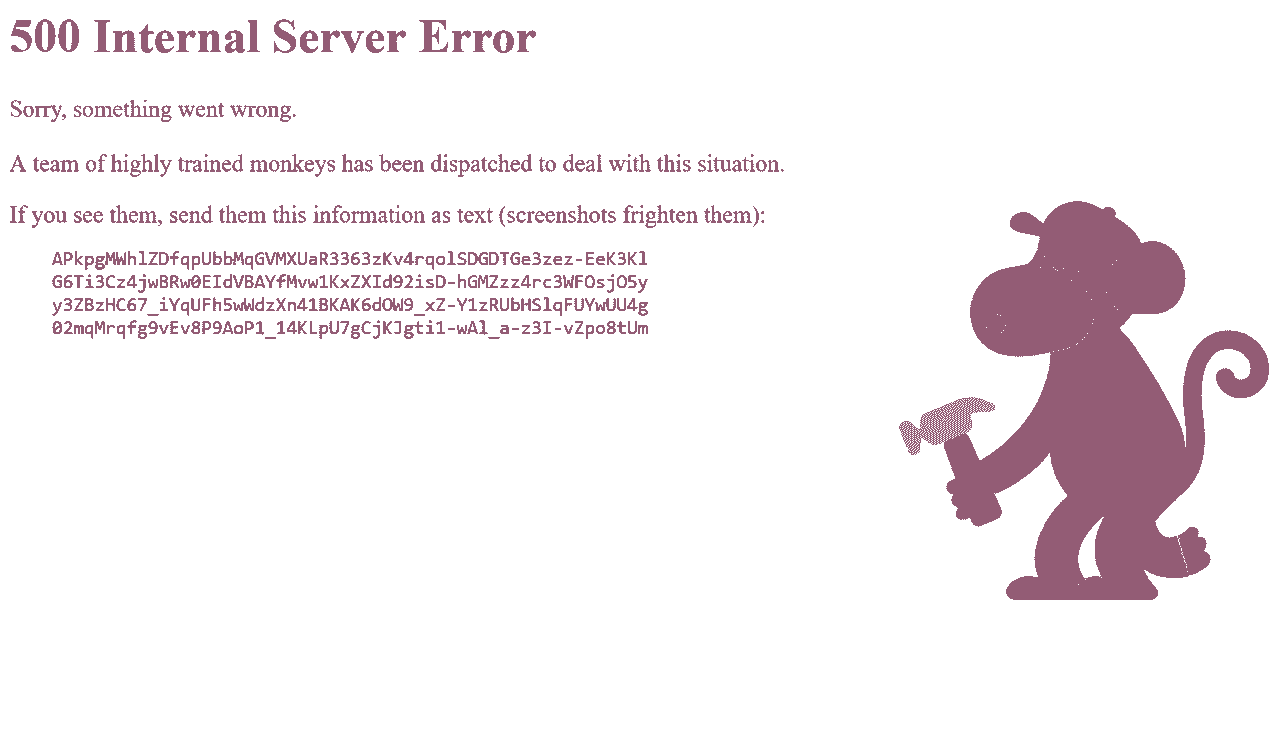 500 Internal Server Error
Sorry, something went wrong.
A team of highly trained monkeys has been dispatched to deal with this situation.
If you see them, send them this information as text (screenshots frighten them):
APkpgMWhlZDfqpUbbMqGVMXUaR3363zKv4rqolSDGDTGe3zez-EeK3Kl
G6Ti3Cz4jwBRw0EIdVBAYfMvw1KxZXId92isD-hGMZzz4rc3WFOsjO5y
y3ZBzHC67_iYqUFh5wWdzXn41BKAK6dOW9_xZ-Y1zRUbHSlqFUYwUU4g
02mqMrqfg9vEv8P9AoP1_14KLpU7gCjKJgti1-wAl_a-z3I-vZpo8tUm